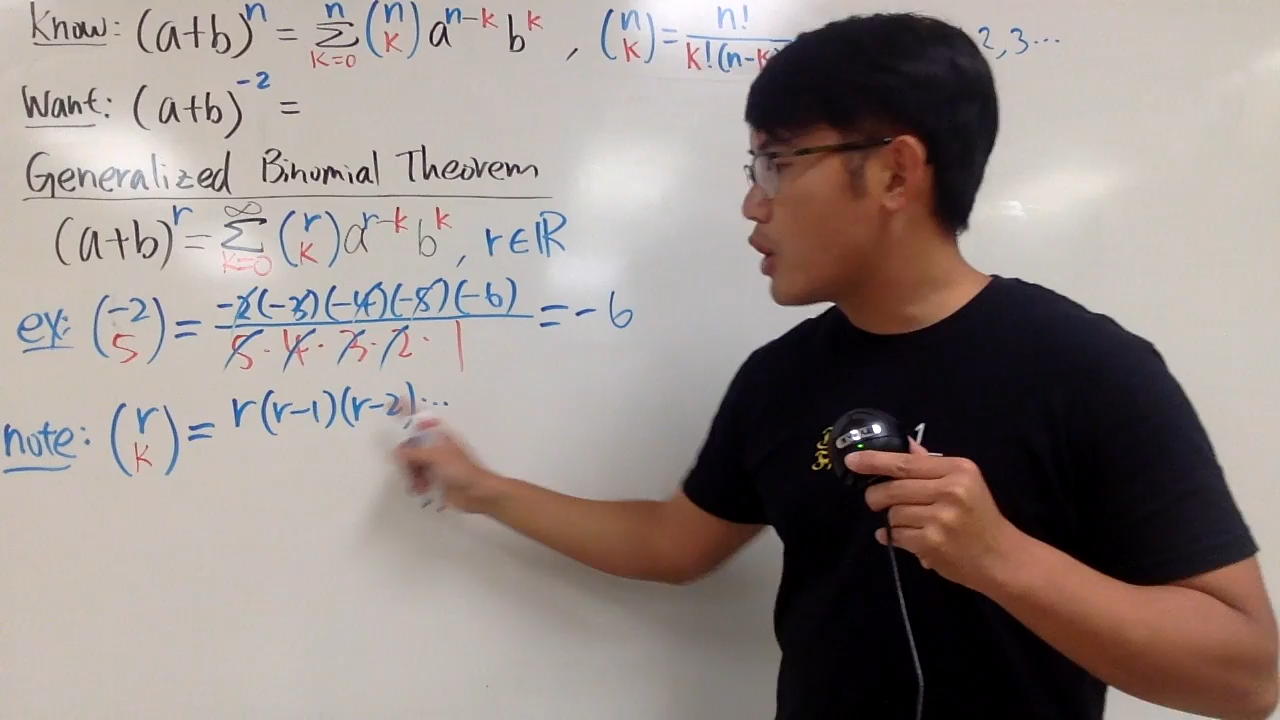 Know: (a+b)^n = Σ_{k=0}^{n} (n k) a^{n-k} b^k , (n k) = n!/k!(n-k 2,3...
Want: (a+b)^{-2} =
Generalized Binomial Theorem
(a+b)^r = Σ_{k=0}^{∞} (r k) a^{r-k} b^k , r∈ℝ
ex: (-2 5) = -2(-3)(-4)(-5)(-6)/5·4·3·2·1 = -6
note: (r k) = r(r-1)(r-2)...